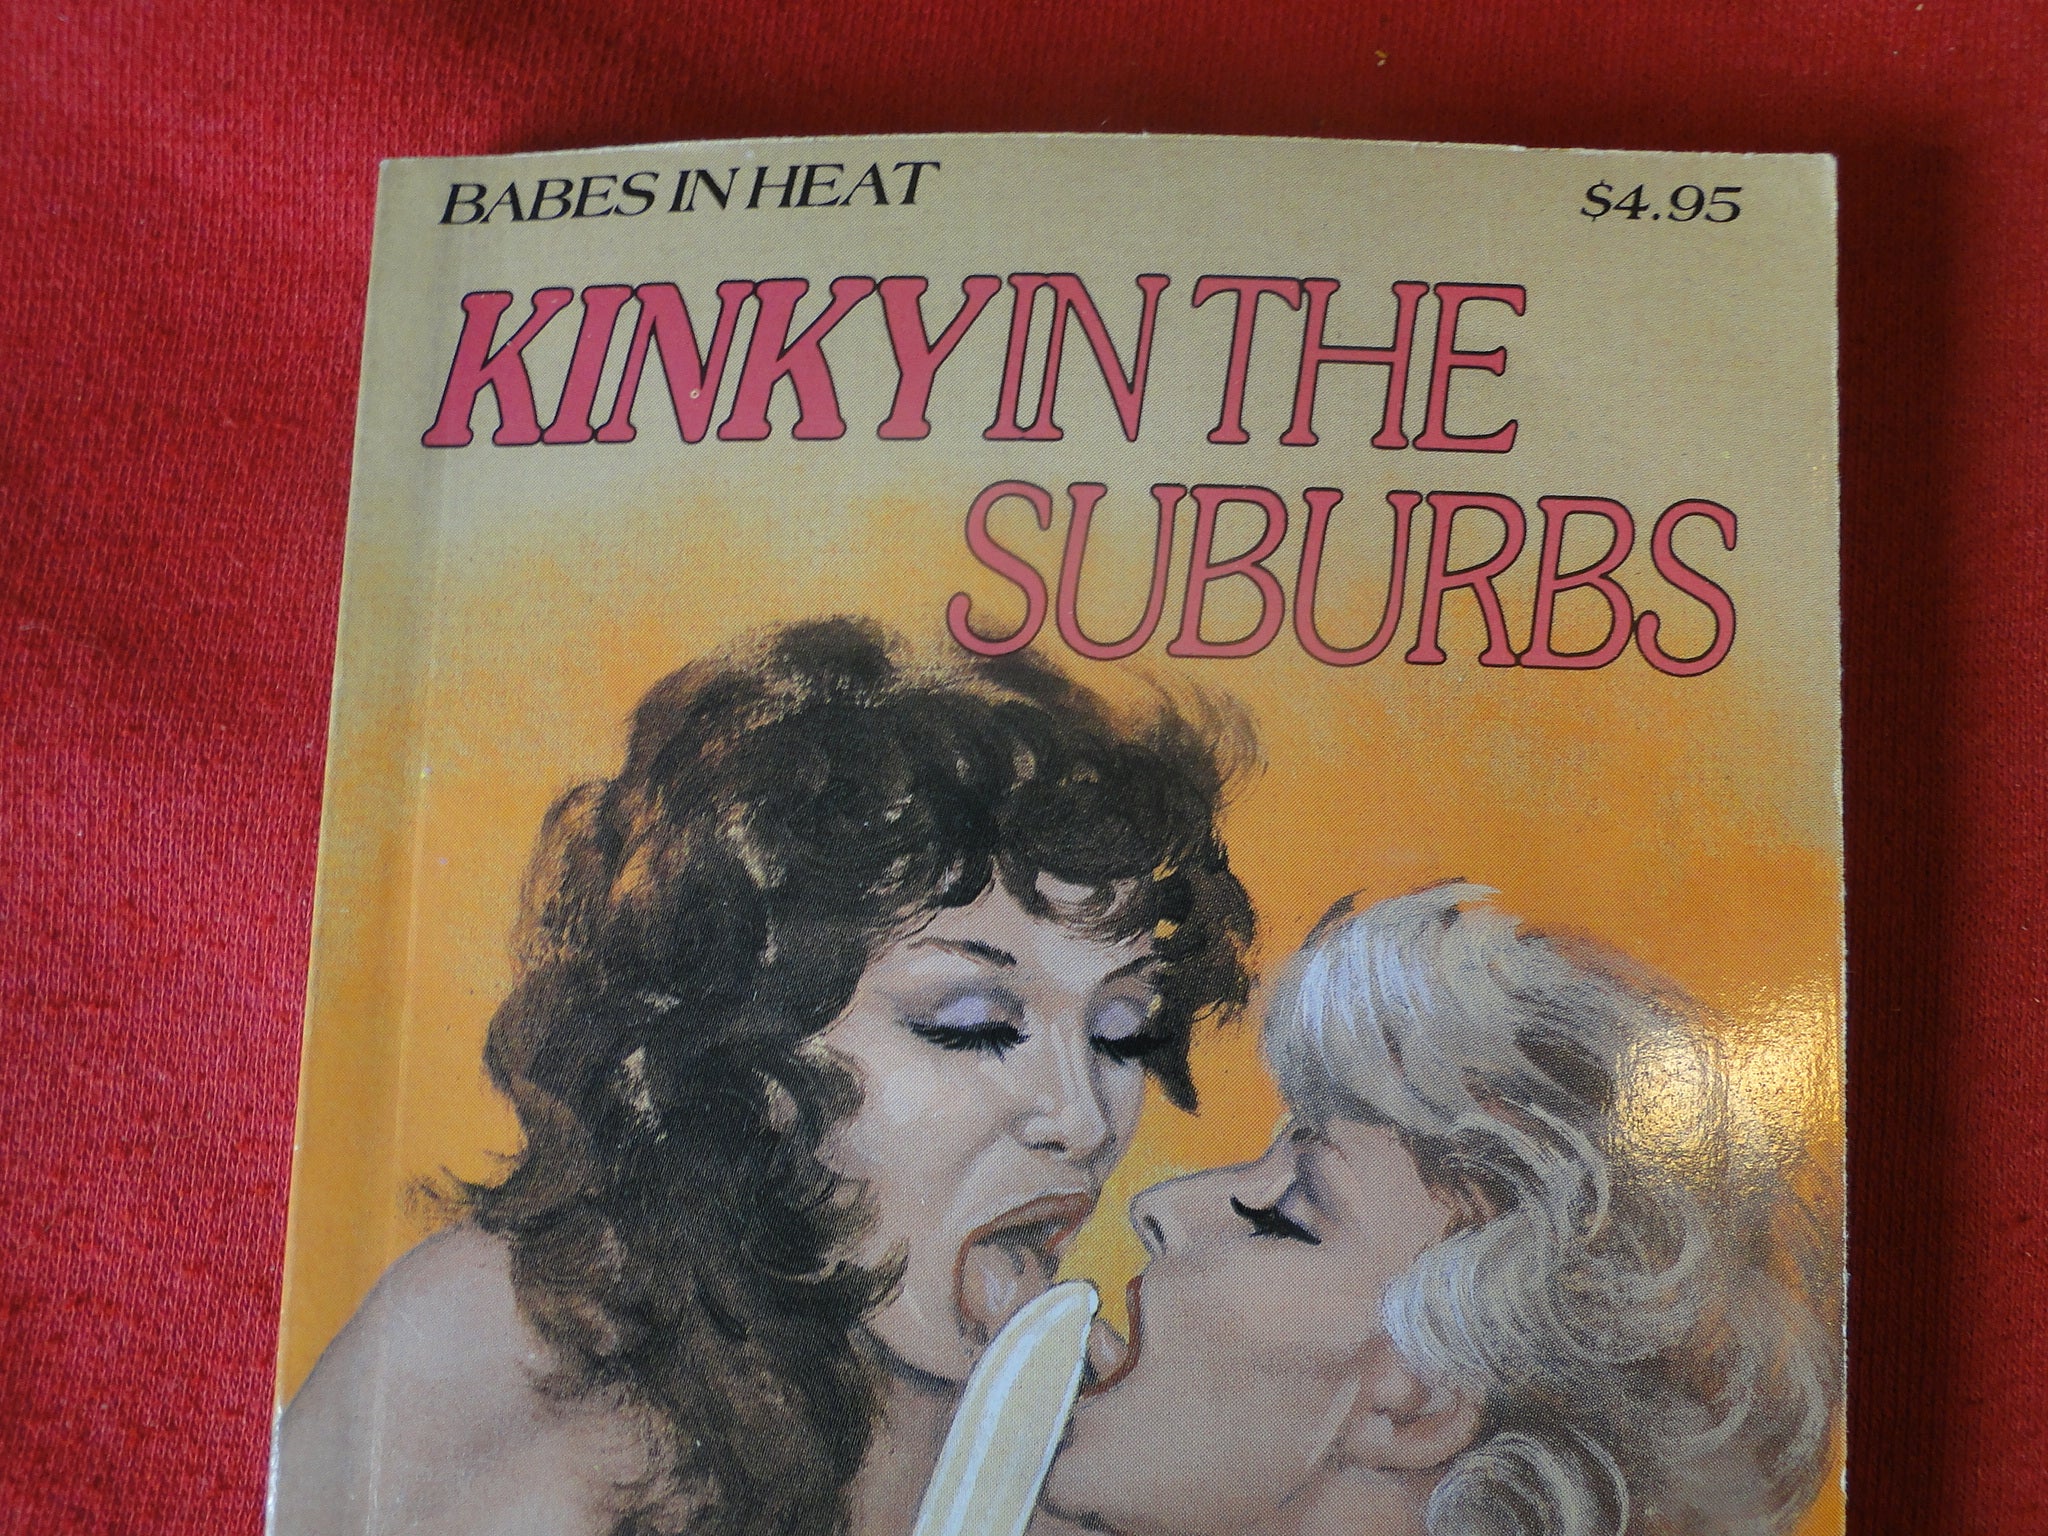 BABES IN HEAT $4.95
KINKY IN THE
SUBURBS